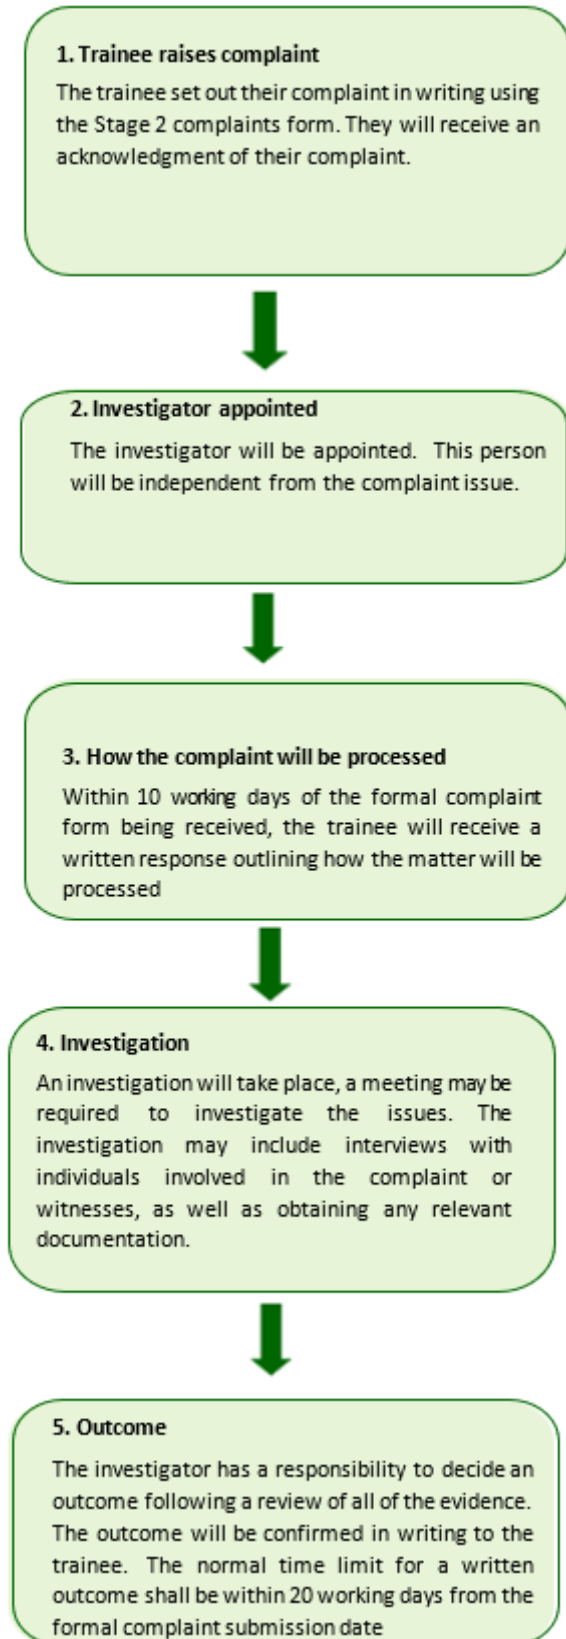 1. Trainee raises complaint
The trainee set out their complaint in writing using
the Stage 2 complaints form. They will receive an
acknowledgment of their complaint.
2. Investigator appointed
The investigator will be appointed. This person
will be independent from the complaint issue.
3. How the complaint will be processed
Within 10 working days of the formal complaint
form being received, the trainee will receive a
written response outlining how the matter will be
processed
4. Investigation
An investigation will take place, a meeting may be
required to investigate the issues. The
investigation may include interviews with
individuals involved in the complaint or
witnesses, as well as obtaining any relevant
documentation.
5. Outcome
The investigator has a responsibility to decide an
outcome following a review of all of the evidence.
The outcome will be confirmed in writing to the
trainee. The normal time limit for a written
outcome shall be within 20 working days from the
formal complaint submission date